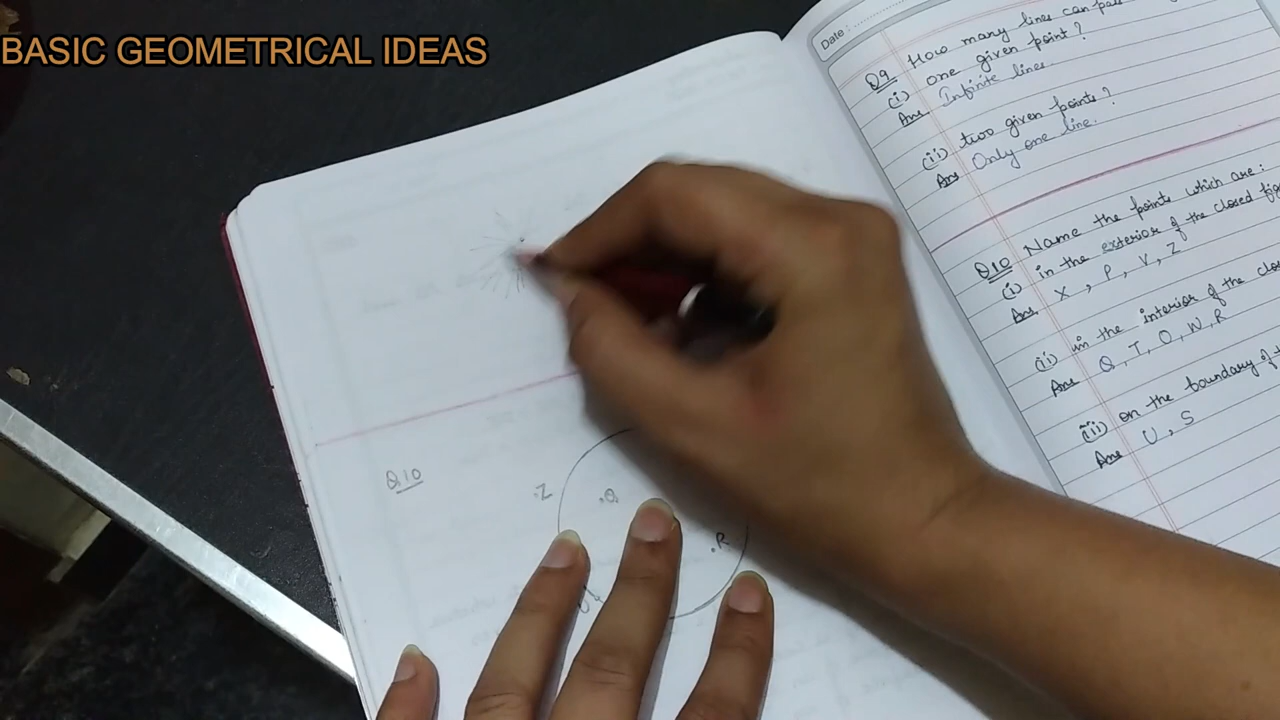 BASIC GEOMETRICAL IDEAS
Date:
Q9 How many lines can pass
(i) one given point?
Ans Infinite lines.
(ii) two given points?
Ans Only one line.
Q10 Name the points which are:
(i) in the exterior of the closed
Ans X, P, V, Z
(ii) in the interior of the
Ans Q, T, O, W, R
(iii) on the boundary of
Ans U, S
Q10
.Z
.Q
.R
U